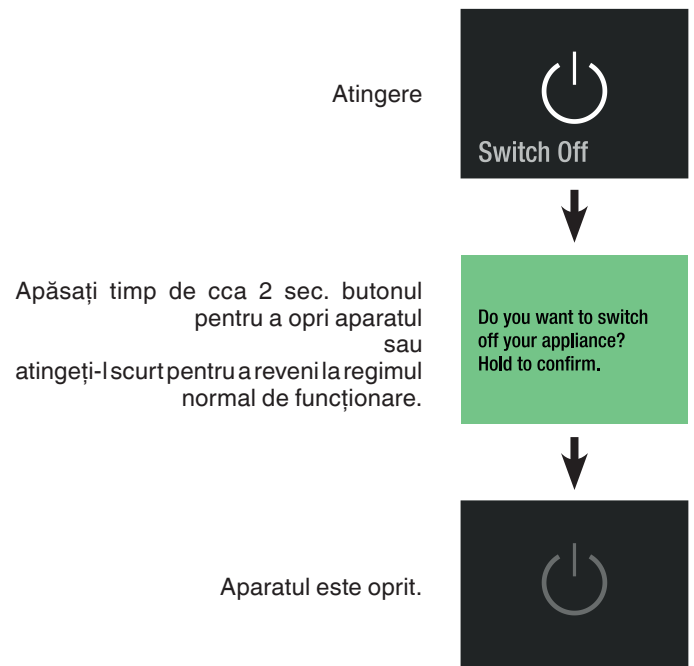 Atingere
Switch Off
Apăsați timp de cca 2 sec. butonul
pentru a opri aparatul
sau
atingeți-l scurt pentru a reveni la regimul
normal de funcționare.
Do you want to switch
off your appliance?
Hold to confirm.
Aparatul este oprit.